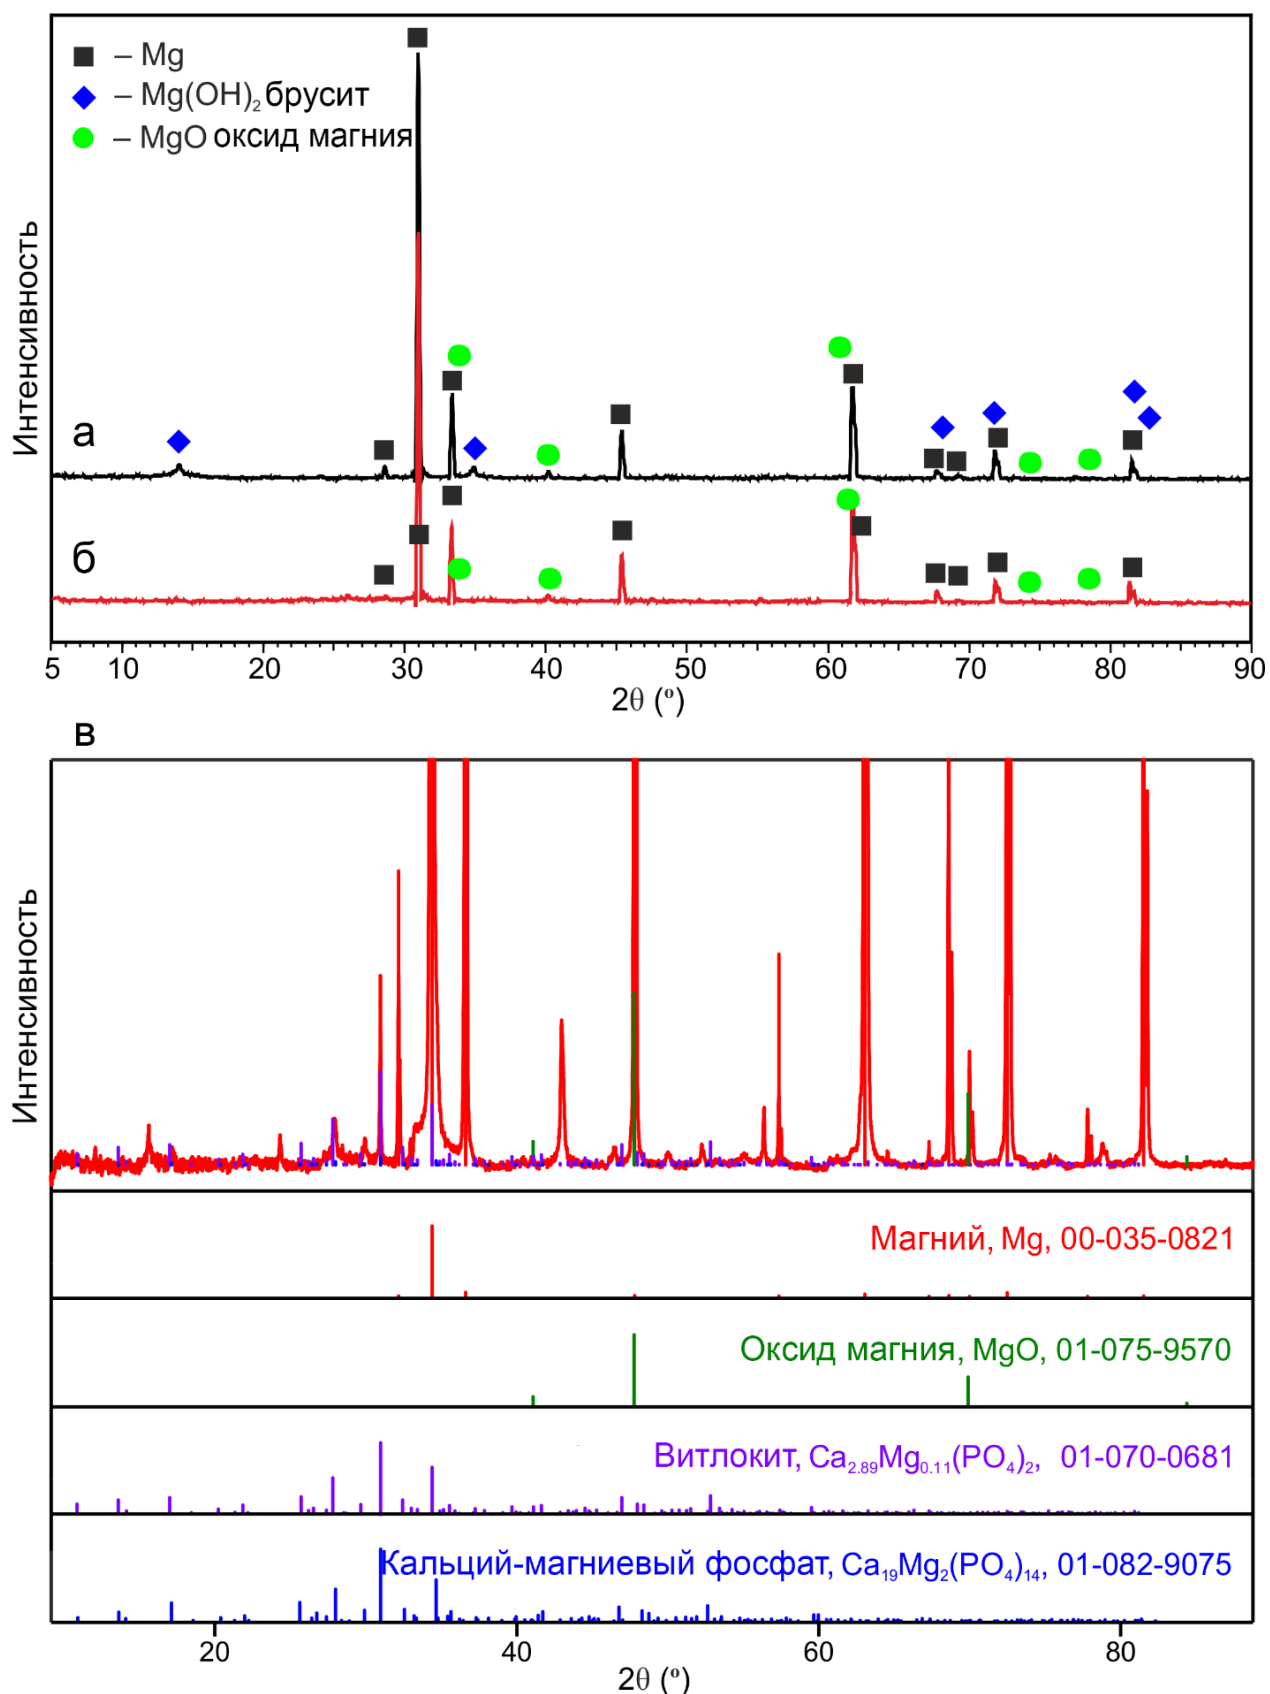 – Mg
– Mg(OH)₂ брусит
– MgO оксид магния
Интенсивность
а
б
5 10 20 30 40 50 60 70 80 90
2θ (º)
в
Интенсивность
Магний, Mg, 00-035-0821
Оксид магния, MgO, 01-075-9570
Витлокит, Ca₂.₈₉Mg₀.₁₁(PO₄)₂, 01-070-0681
Кальций-магниевый фосфат, Ca₁₉Mg₂(PO₄)₁₄, 01-082-9075
20 40 60 80
2θ (º)